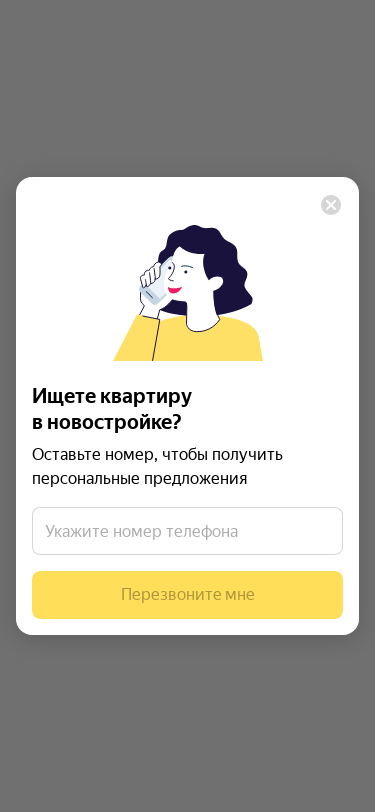 Ищете квартиру
в новостройке?
Оставьте номер, чтобы получить
персональные предложения
Укажите номер телефона
Перезвоните мне